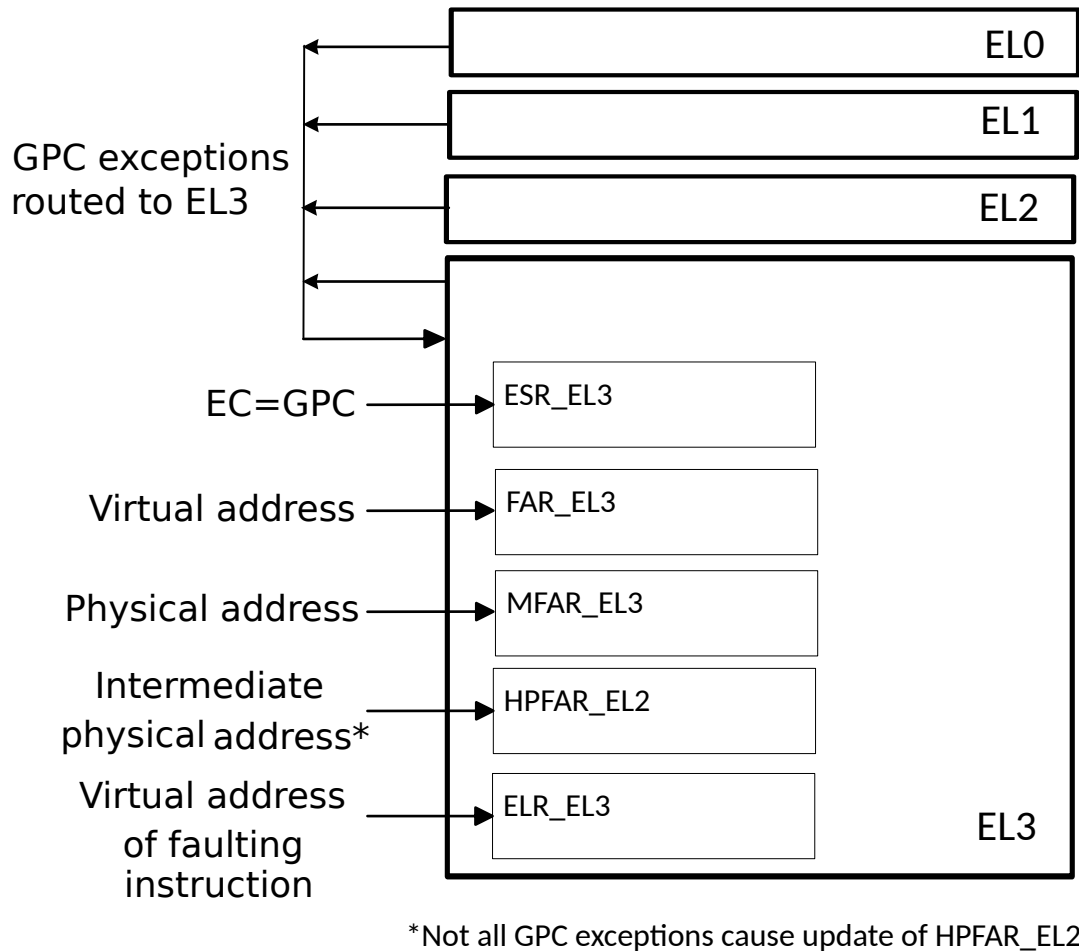 EL0
EL1
GPC exceptions
routed to EL3
EL2
EC=GPC
ESR_EL3
Virtual address
FAR_EL3
Physical address
MFAR_EL3
Intermediate
physical address*
HPFAR_EL2
Virtual address
of faulting
instruction
ELR_EL3
EL3
*Not all GPC exceptions cause update of HPFAR_EL2